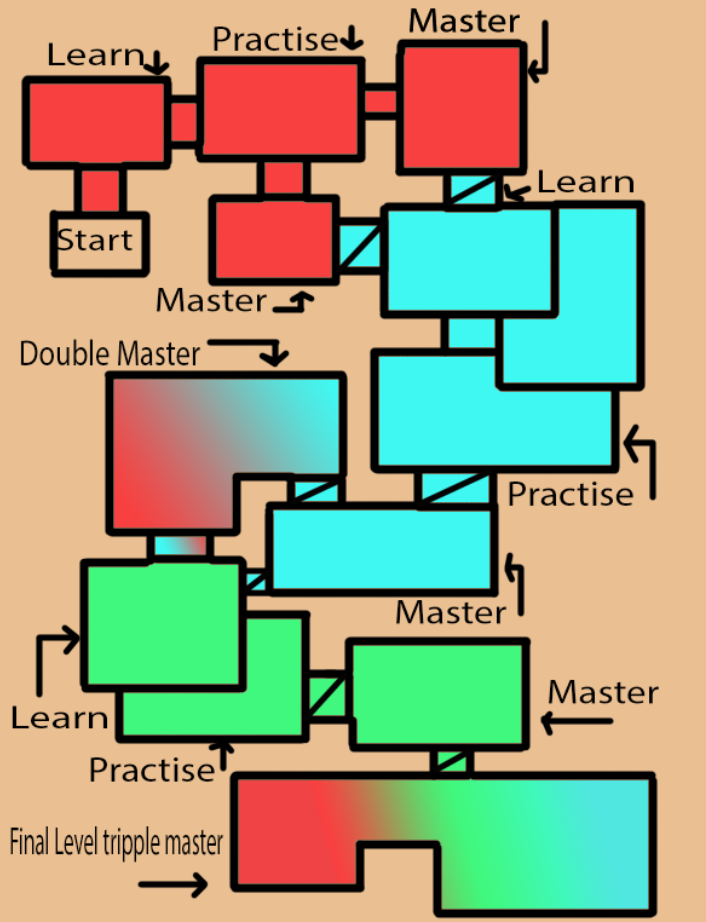 Master
Practise
Learn
Learn
Start
Master
Double Master
Practise
Master
Master
Learn
Practise
Final Level tripple master